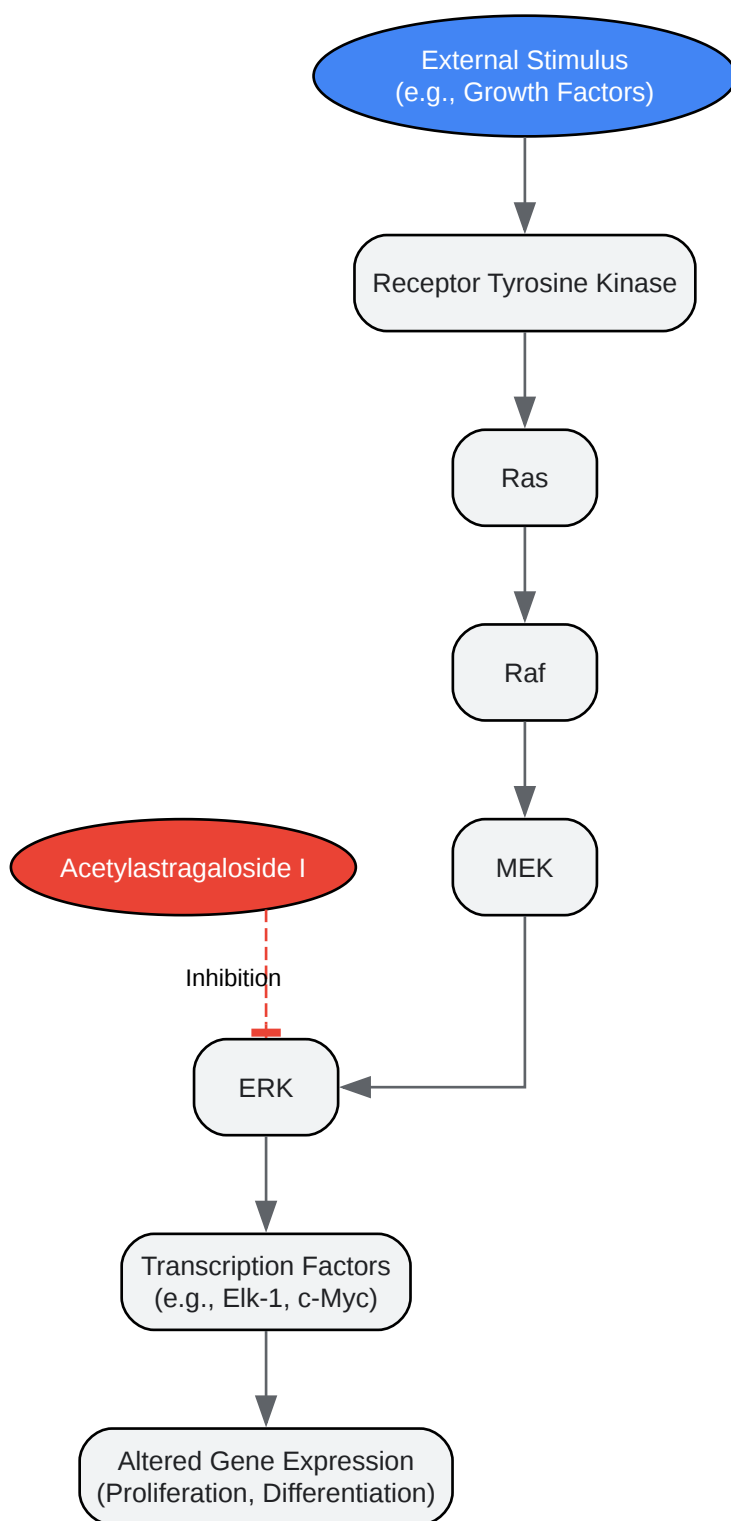 External Stimulus
(e.g., Growth Factors)
Receptor Tyrosine Kinase
Ras
Raf
Acetylastragaloside I
MEK
Inhibition
ERK
Transcription Factors
(e.g., Elk-1, c-Myc)
Altered Gene Expression
(Proliferation, Differentiation)